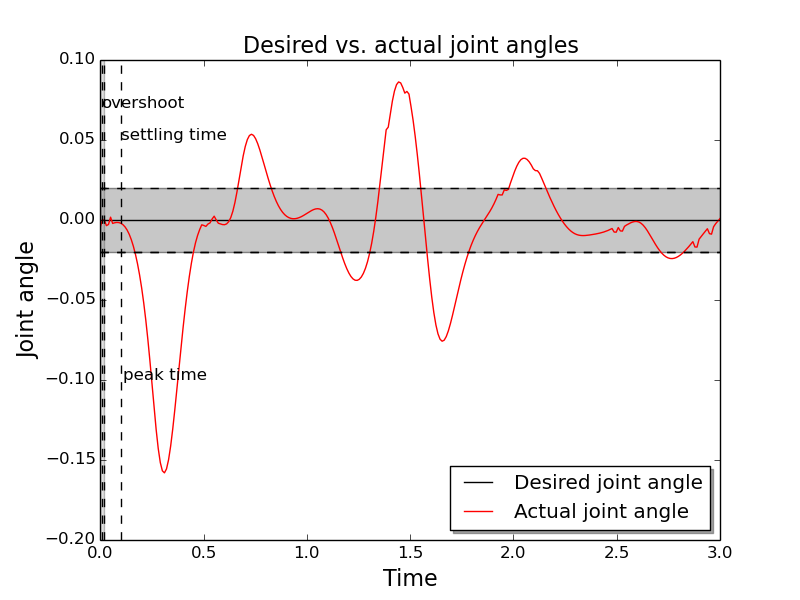 Desired vs. actual joint angles
0.10
overshoot
settling time
0.05
0.00
−0.05
peak time
−0.10
−0.15
−0.20
Joint angle
Desired joint angle
Actual joint angle
0.0 0.5 1.0 1.5 2.0 2.5 3.0
Time